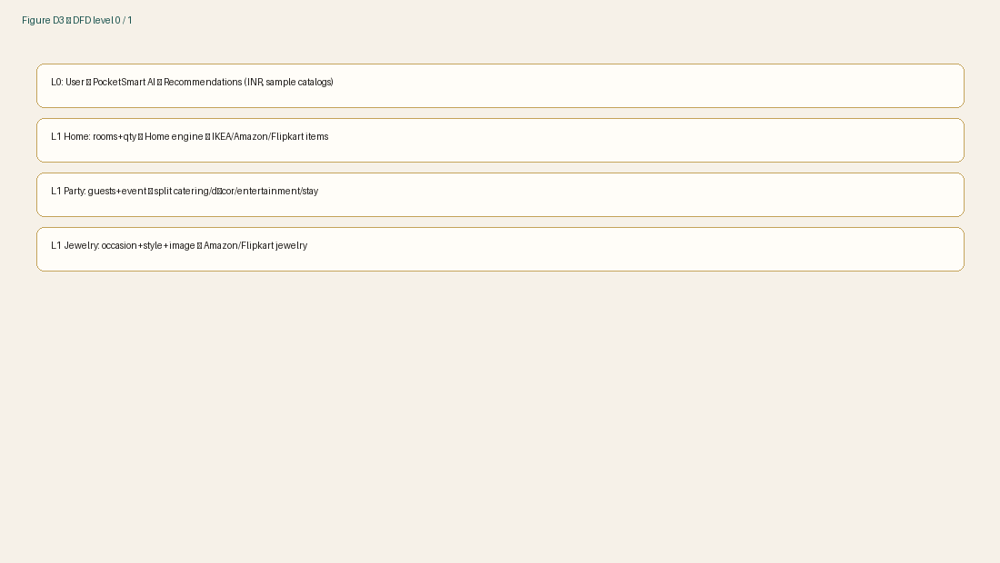 Figure D3 ☒ DFD level 0 / 1
L0: User ☒ PocketSmart AI ☒ Recommendations (INR, sample catalogs)
L1 Home: rooms+qty ☒ Home engine ☒ IKEA/Amazon/Flipkart items
L1 Party: guests+event ☒ split catering/d☒cor/entertainment/stay
L1 Jewelry: occasion+style+image ☒ Amazon/Flipkart jewelry